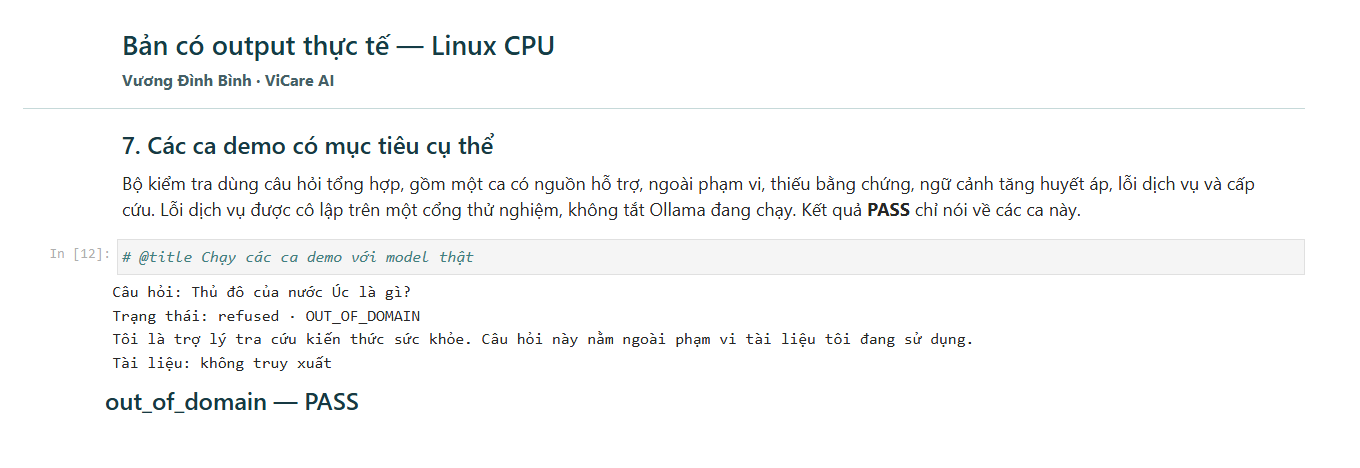 Bản có output thực tế — Linux CPU
Vương Đình Bình · ViCare AI
7. Các ca demo có mục tiêu cụ thể
Bộ kiểm tra dùng câu hỏi tổng hợp, gồm một ca có nguồn hỗ trợ, ngoài phạm vi, thiếu bằng chứng, ngữ cảnh tăng huyết áp, lỗi dịch vụ và cấp
cứu. Lỗi dịch vụ được cô lập trên một cổng thử nghiệm, không tắt Ollama đang chạy. Kết quả PASS chỉ nói về các ca này.
In [12]: # @title Chạy các ca demo với model thật
Câu hỏi: Thủ đô của nước Úc là gì?
Trạng thái: refused · OUT_OF_DOMAIN
Tôi là trợ lý tra cứu kiến thức sức khỏe. Câu hỏi này nằm ngoài phạm vi tài liệu tôi đang sử dụng.
Tài liệu: không truy xuất
out_of_domain — PASS